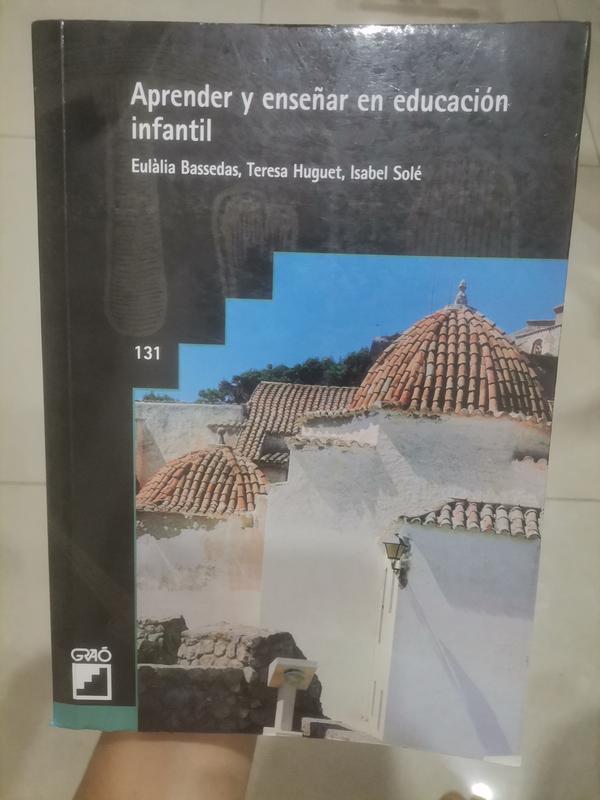 Aprender y enseñar en educación
infantil
Eulàlia Bassedas, Teresa Huguet, Isabel Solé
131
GRAÓ